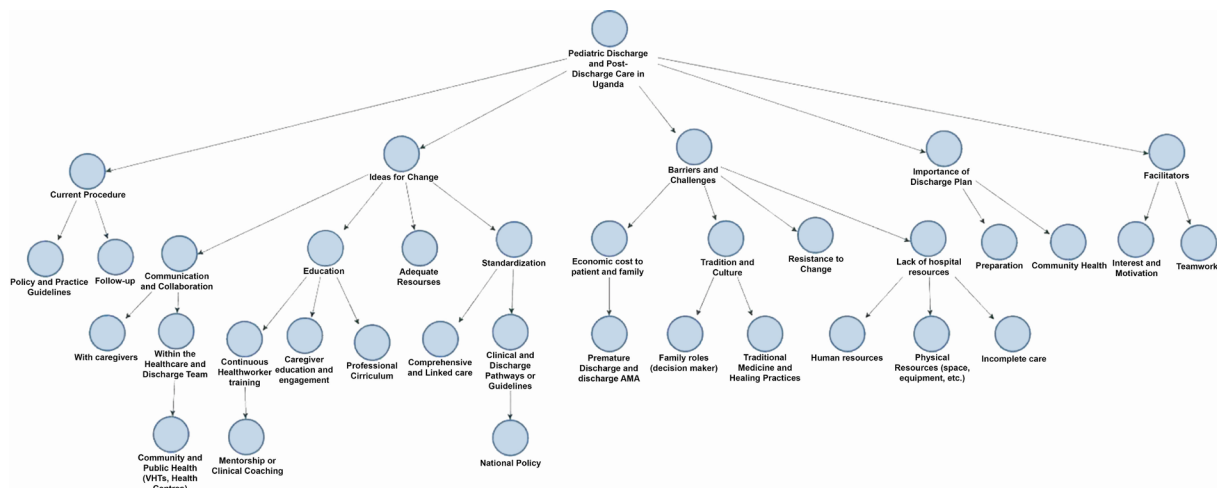 Pediatric Discharge
and Post-
Discharge Care in
Uganda
Current Procedure
Ideas for Change
Barriers and
Challenges
Importance of
Discharge Plan
Facilitators
Policy and Practice
Guidelines
Follow-up
Communication
and Collaboration
Education
Adequate
Resourses
Standardization
Economic cost to
patient and family
Tradition and
Culture
Resistance to
Change
Lack of hospital
resources
Preparation
Community Health
Interest and
Motivation
Teamwork
With caregivers
Within the
Healthcare and
Discharge Team
Continuous
Healthworker
training
Caregiver
education and
engagement
Professional
Cirriculum
Comprehensive
and Linked care
Clinical and
Discharge
Pathways or
Guidelines
Premature
Discharge and
discharge AMA
Family roles
(decision maker)
Traditional
Medicine and
Healing Practices
Human resources
Physical
Resources (space,
equipment, etc.)
Incomplete care
Community and
Public Health
(VHTs, Health
Centres)
Mentorship or
Clinical Coaching
National Policy